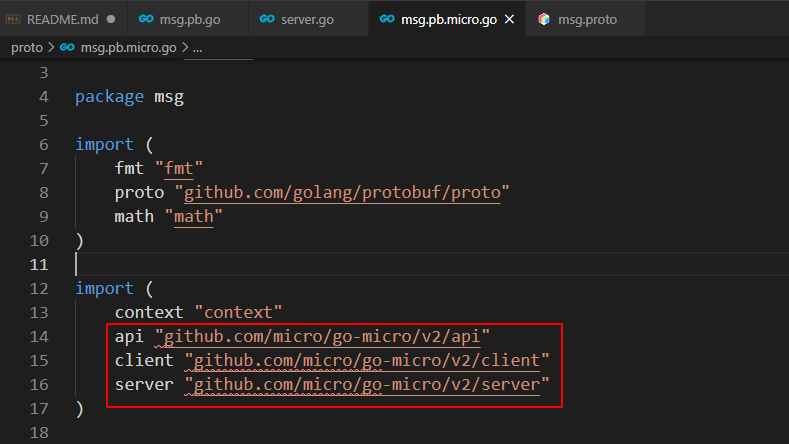 README.md msg.pb.go server.go msg.pb.micro.go msg.proto
proto > msg.pb.micro.go > ...
3
4 package msg
5
6 import (
7 fmt "fmt"
8 proto "github.com/golang/protobuf/proto"
9 math "math"
10 )
11
12 import (
13 context "context"
14 api "github.com/micro/go-micro/v2/api"
15 client "github.com/micro/go-micro/v2/client"
16 server "github.com/micro/go-micro/v2/server"
17 )
18